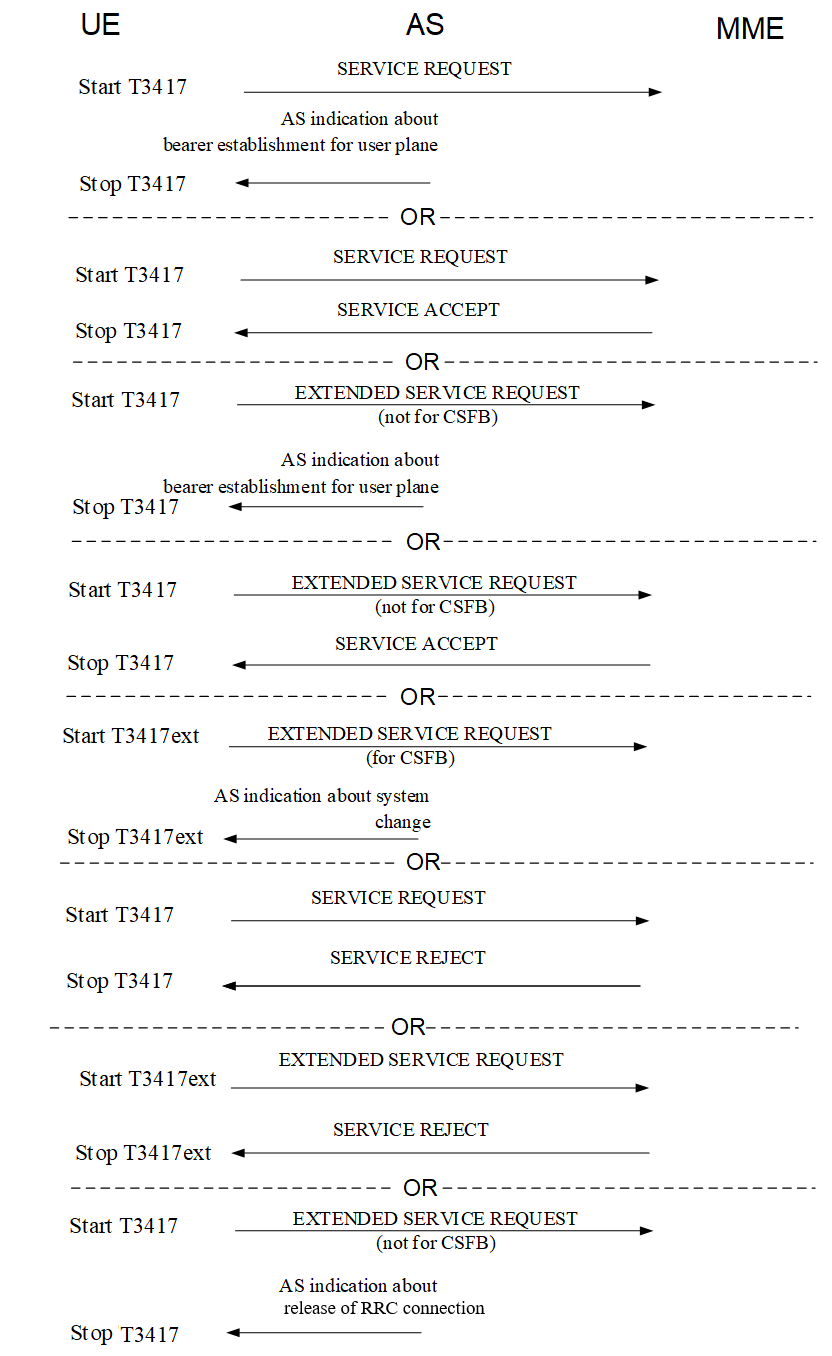 UE AS MME
SERVICE REQUEST
Start T3417
AS indication about
bearer establishment for user plane
Stop T3417
OR
SERVICE REQUEST
Start T3417
SERVICE ACCEPT
Stop T3417
OR
EXTENDED SERVICE REQUEST
Start T3417
(not for CSFB)
AS indication about
bearer establishment for user plane
Stop T3417
OR
EXTENDED SERVICE REQUEST
Start T3417
(not for CSFB)
SERVICE ACCEPT
Stop T3417
OR
EXTENDED SERVICE REQUEST
Start T3417ext
(for CSFB)
AS indication about system
change
Stop T3417ext
OR
SERVICE REQUEST
Start T3417
SERVICE REJECT
Stop T3417
OR
EXTENDED SERVICE REQUEST
Start T3417ext
SERVICE REJECT
Stop T3417ext
OR
EXTENDED SERVICE REQUEST
Start T3417
(not for CSFB)
AS indication about
release of RRC connection
Stop T3417